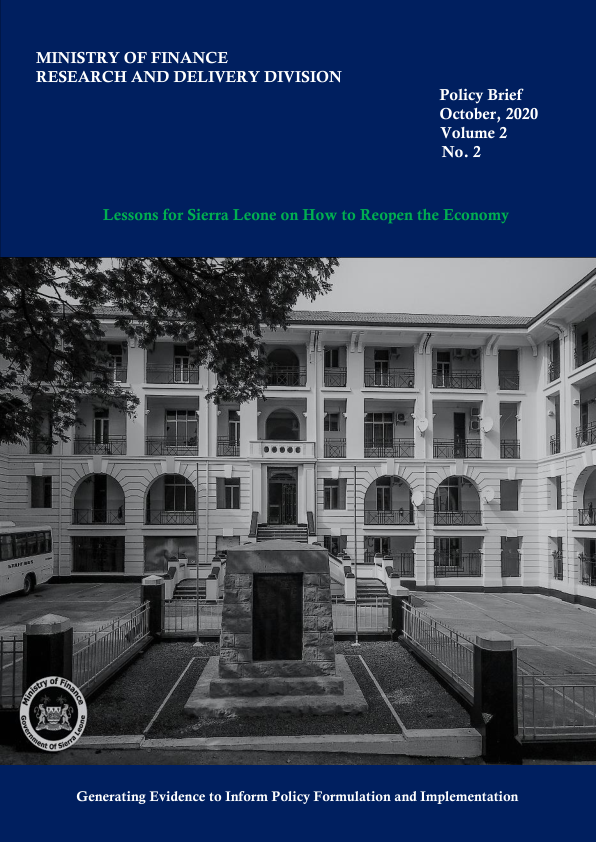 MINISTRY OF FINANCE
RESEARCH AND DELIVERY DIVISION
Policy Brief
October, 2020
Volume 2
No. 2
Lessons for Sierra Leone on How to Reopen the Economy
STAFF BUS
Ministry of Finance
Government Of Sierra Leone
Generating Evidence to Inform Policy Formulation and Implementation